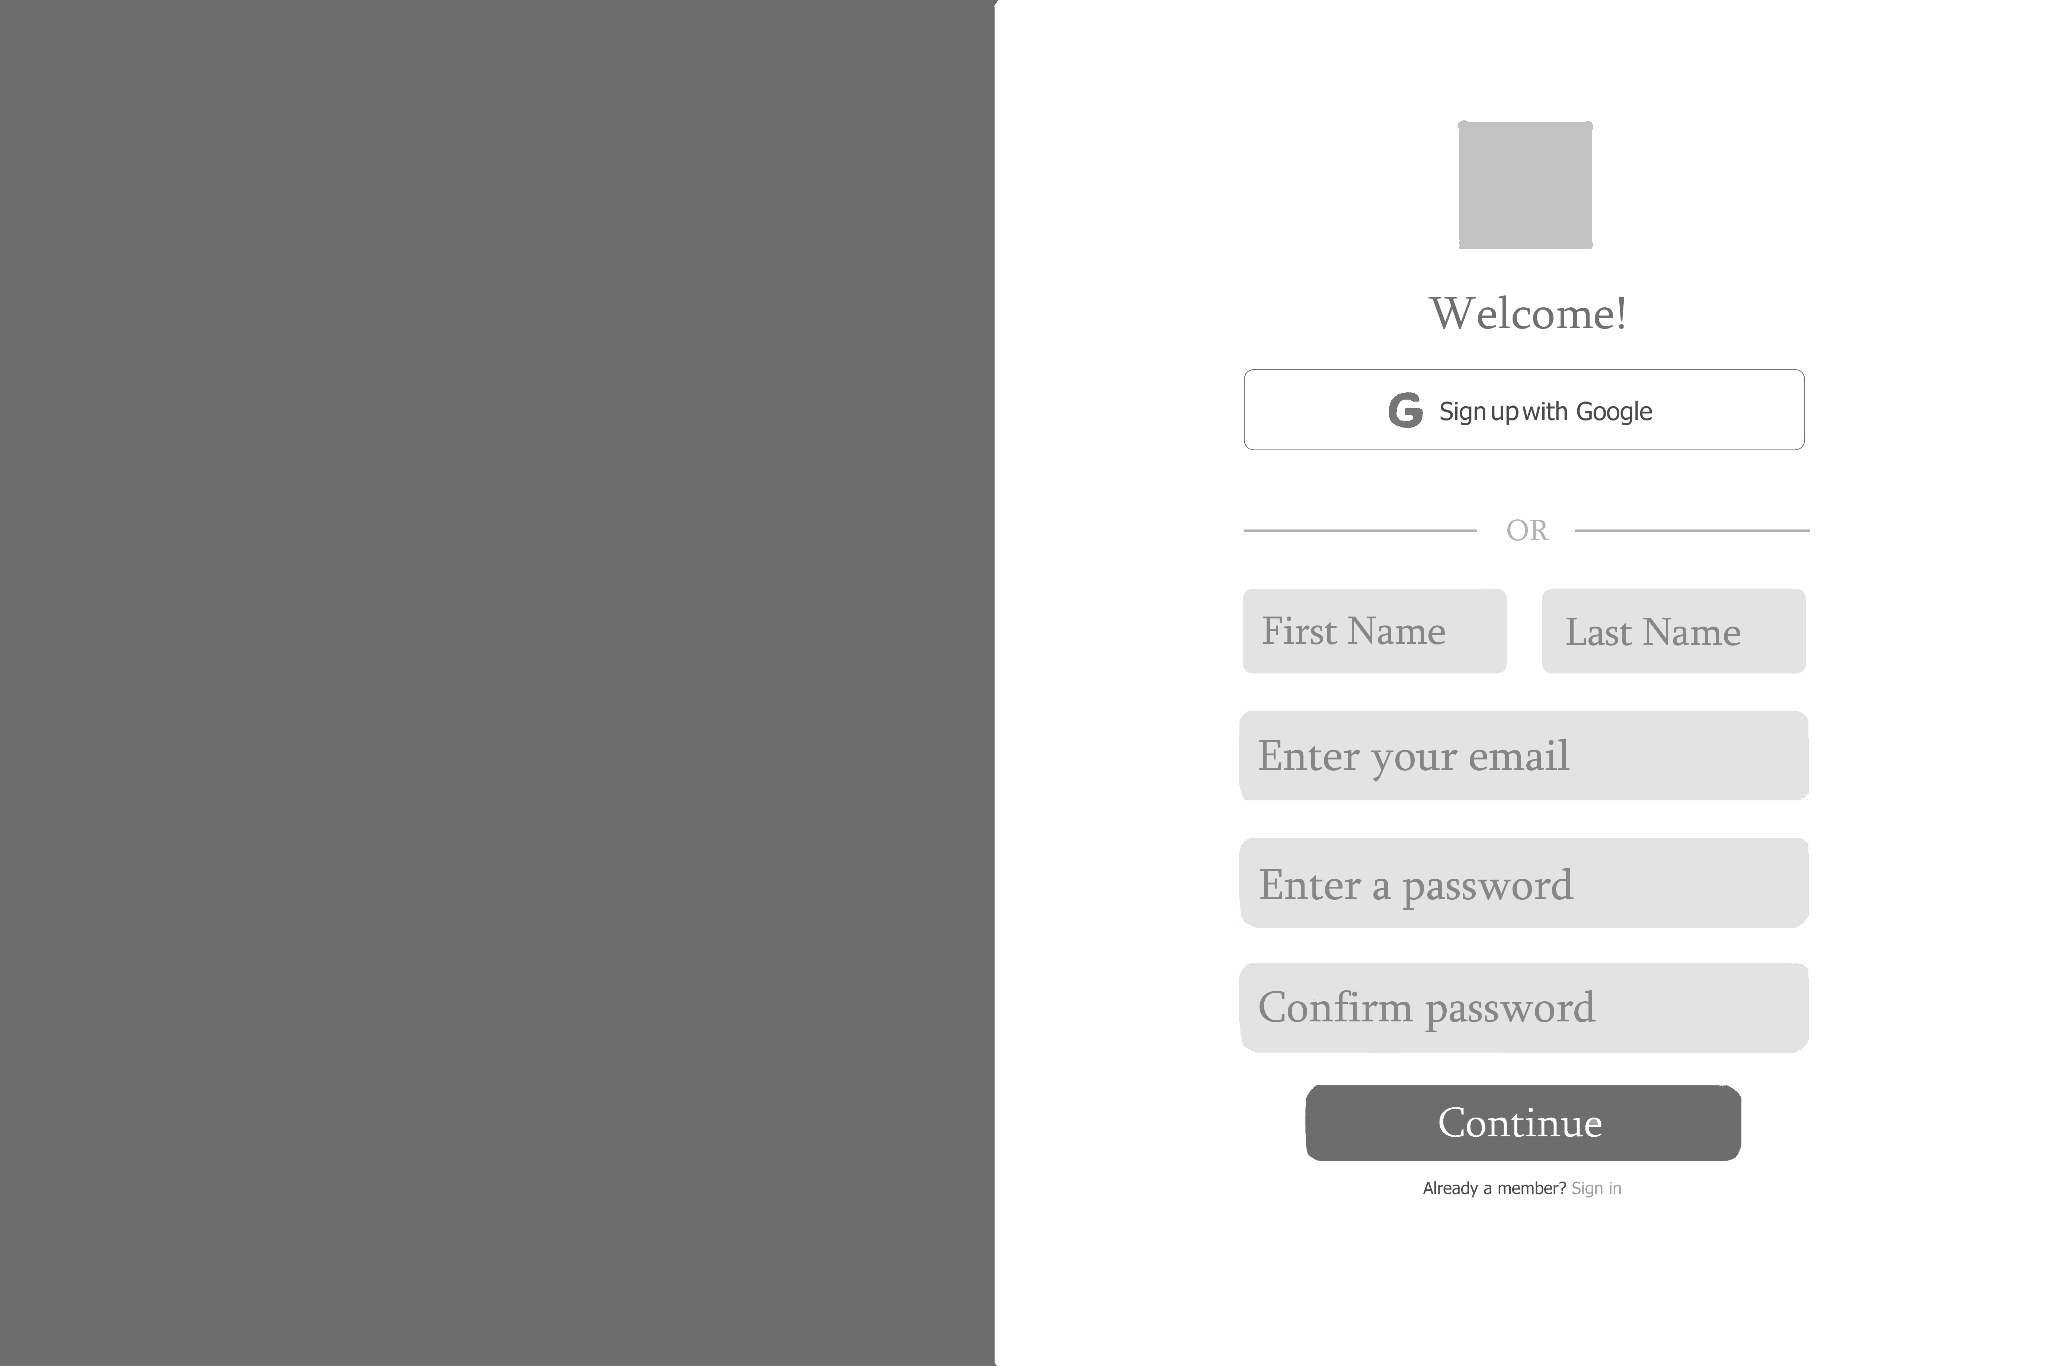 Welcome!
G Sign up with Google
OR
First Name
Last Name
Enter your email
Enter a password
Confirm password
Continue
Already a member? Sign in